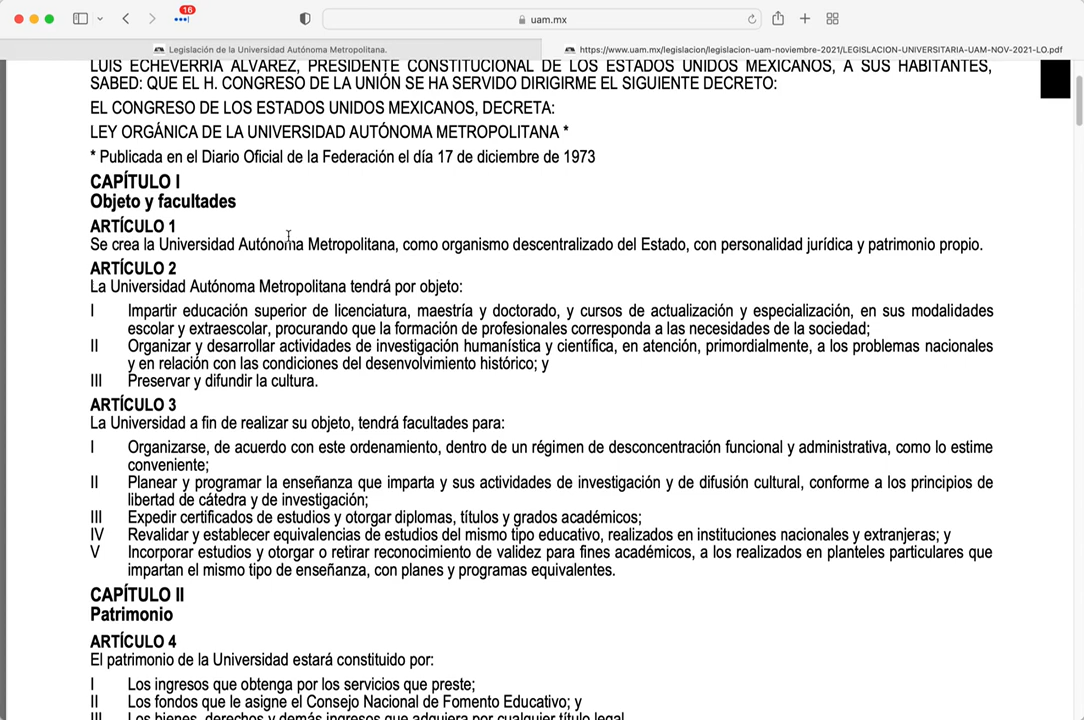 16
uam.mx
Legislación de la Universidad Autónoma Metropolitana.
https://www.uam.mx/legislacion/legislacion-uam-noviembre-2021/LEGISLACION-UNIVERSITARIA-UAM-NOV-2021-LO.pdf
LUIS ECHEVERRÍA ÁLVAREZ, PRESIDENTE CONSTITUCIONAL DE LOS ESTADOS UNIDOS MEXICANOS, A SUS HABITANTES,
SABED: QUE EL H. CONGRESO DE LA UNIÓN SE HA SERVIDO DIRIGIRME EL SIGUIENTE DECRETO:
EL CONGRESO DE LOS ESTADOS UNIDOS MEXICANOS, DECRETA:
LEY ORGÁNICA DE LA UNIVERSIDAD AUTÓNOMA METROPOLITANA *
* Publicada en el Diario Oficial de la Federación el día 17 de diciembre de 1973
CAPÍTULO I
Objeto y facultades
ARTÍCULO 1
Se crea la Universidad Autónoma Metropolitana, como organismo descentralizado del Estado, con personalidad jurídica y patrimonio propio.
ARTÍCULO 2
La Universidad Autónoma Metropolitana tendrá por objeto:
I Impartir educación superior de licenciatura, maestría y doctorado, y cursos de actualización y especialización, en sus modalidades
escolar y extraescolar, procurando que la formación de profesionales corresponda a las necesidades de la sociedad;
II Organizar y desarrollar actividades de investigación humanística y científica, en atención, primordialmente, a los problemas nacionales
y en relación con las condiciones del desenvolvimiento histórico; y
III Preservar y difundir la cultura.
ARTÍCULO 3
La Universidad a fin de realizar su objeto, tendrá facultades para:
I Organizarse, de acuerdo con este ordenamiento, dentro de un régimen de desconcentración funcional y administrativa, como lo estime
conveniente;
II Planear y programar la enseñanza que imparta y sus actividades de investigación y de difusión cultural, conforme a los principios de
libertad de cátedra y de investigación;
III Expedir certificados de estudios y otorgar diplomas, títulos y grados académicos;
IV Revalidar y establecer equivalencias de estudios del mismo tipo educativo, realizados en instituciones nacionales y extranjeras; y
V Incorporar estudios y otorgar o retirar reconocimiento de validez para fines académicos, a los realizados en planteles particulares que
impartan el mismo tipo de enseñanza, con planes y programas equivalentes.
CAPÍTULO II
Patrimonio
ARTÍCULO 4
El patrimonio de la Universidad estará constituido por:
I Los ingresos que obtenga por los servicios que preste;
II Los fondos que le asigne el Consejo Nacional de Fomento Educativo; y
III Los bienes, derechos y demás ingresos que adquiera por cualquier título legal.